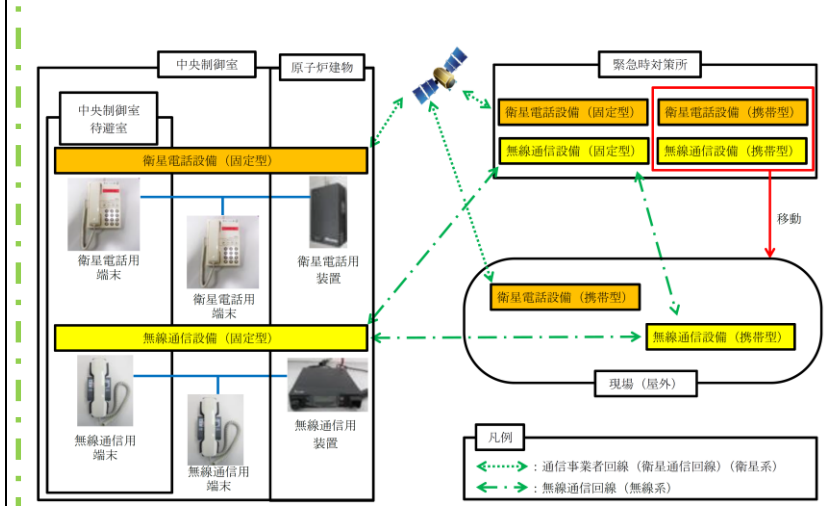 中央制御室
原子炉建物
中央制御室
待避室
衛星電話設備（固定型）
衛星電話用
端末
衛星電話用
端末
衛星電話用
装置
無線通信設備（固定型）
無線通信用
端末
無線通信用
端末
無線通信用
装置
緊急時対策所
衛星電話設備（固定型）
衛星電話設備（携帯型）
無線通信設備（固定型）
無線通信設備（携帯型）
移動
衛星電話設備（携帯型）
無線通信設備（携帯型）
現場（屋外）
凡例
：通信事業者回線（衛星通信回線）（衛星系）
：無線通信回線（無線系）